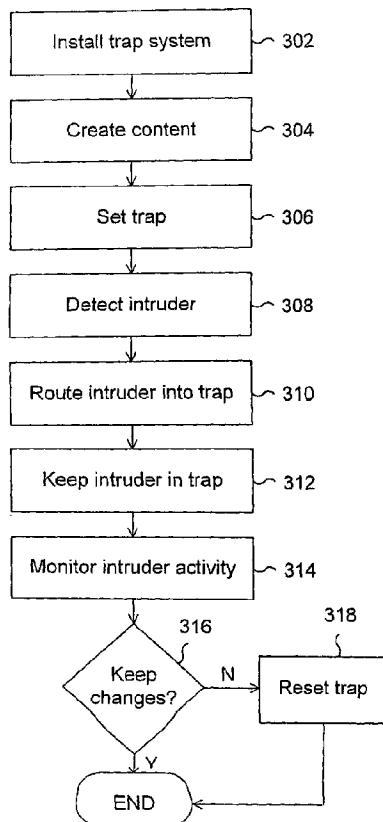 Install trap system
302
Create content
304
Set trap
306
Detect intruder
308
Route intruder into trap
310
Keep intruder in trap
312
Monitor intruder activity
314
316
Keep
changes?
N
318
Reset trap
Y
END